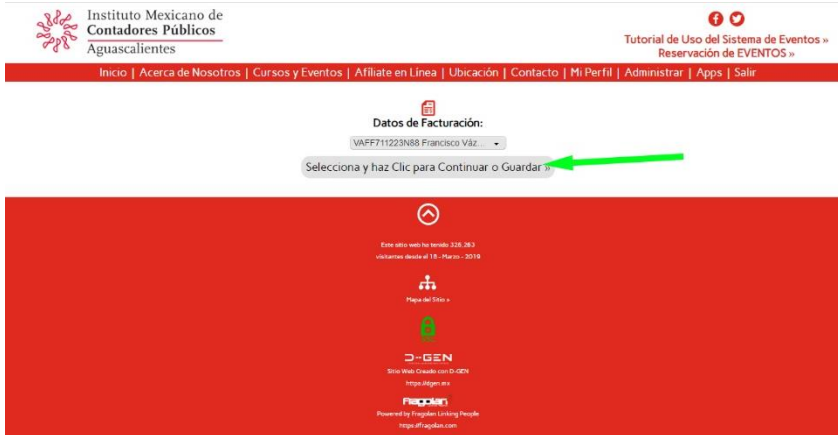 Instituto Mexicano de
Contadores Públicos
Aguascalientes
Tutorial de Uso del Sistema de Eventos »
Reservación de EVENTOS »
Inicio | Acerca de Nosotros | Cursos y Eventos | Afíliate en Línea | Ubicación | Contacto | Mi Perfil | Administrar | Apps | Salir
Datos de Facturación:
VAFF711223N88 Francisco Váz...
Selecciona y haz Clic para Continuar o Guardar »
Este sitio web ha tenido 328,283
visitantes desde el 18 - Marzo - 2019
Mapa del Sitio »
D-GEN
Sitio Web Creado con D-GEN
https://dgen.mx
Fragolan
Powered by Fragolan Linking People
https://fragolan.com